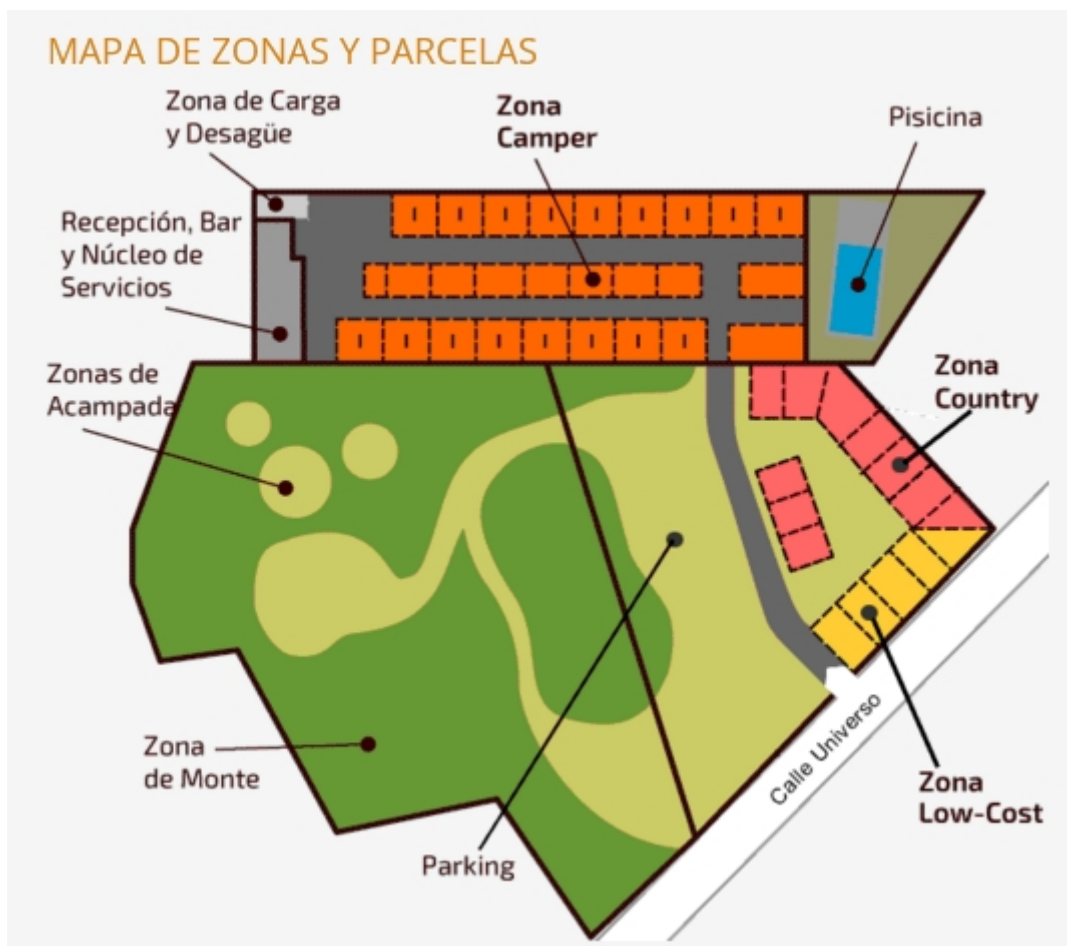 MAPA DE ZONAS Y PARCELAS
Zona de Carga
y Desagüe
Zona
Camper
Pisicina
Recepción, Bar
y Núcleo de
Servicios
Zonas de
Acampada
Zona
Country
Zona
de Monte
Parking
Calle Universo
Zona
Low-Cost